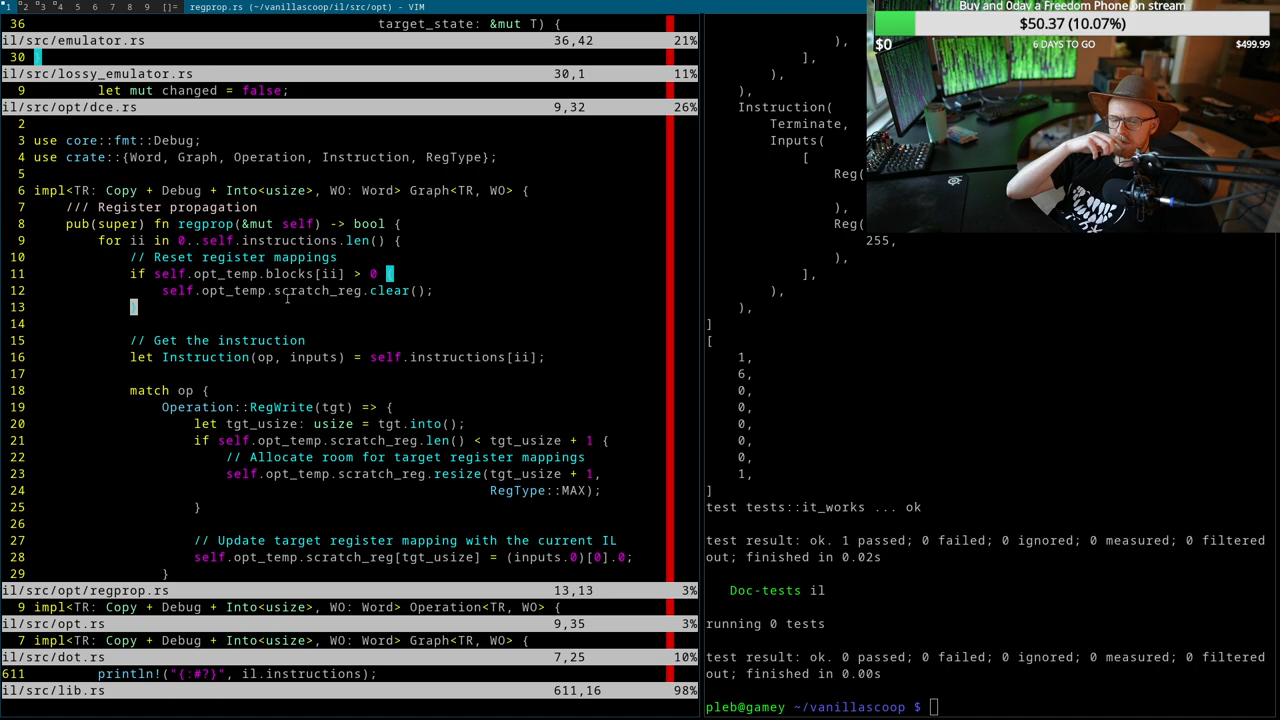 1 2 3 4 5 6 7 8 9 []= regprop.rs (~/vanillascoop/il/src/opt) - VIM
36 target_state: &mut T) {
il/src/emulator.rs 36,42 21%
30 }
il/src/lossy_emulator.rs 30,1 11%
9 let mut changed = false;
il/src/opt/dce.rs 9,32 26%
2
3 use core::fmt::Debug;
4 use crate::{Word, Graph, Operation, Instruction, RegType};
5
6 impl<TR: Copy + Debug + Into<usize>, WO: Word> Graph<TR, WO> {
7 /// Register propagation
8 pub(super) fn regprop(&mut self) -> bool {
9 for ii in 0..self.instructions.len() {
10 // Reset register mappings
11 if self.opt_temp.blocks[ii] > 0 {
12 self.opt_temp.scratch_reg.clear();
13 }
14
15 // Get the instruction
16 let Instruction(op, inputs) = self.instructions[ii];
17
18 match op {
19 Operation::RegWrite(tgt) => {
20 let tgt_usize: usize = tgt.into();
21 if self.opt_temp.scratch_reg.len() < tgt_usize + 1 {
22 // Allocate room for target register mappings
23 self.opt_temp.scratch_reg.resize(tgt_usize + 1,
24 RegType::MAX);
25 }
26
27 // Update target register mapping with the current IL
28 self.opt_temp.scratch_reg[tgt_usize] = (inputs.0)[0].0;
29 }
il/src/opt/regprop.rs 13,13 3%
9 impl<TR: Copy + Debug + Into<usize>, WO: Word> Operation<TR, WO> {
il/src/opt.rs 9,35 3%
7 impl<TR: Copy + Debug + Into<usize>, WO: Word> Graph<TR, WO> {
il/src/dot.rs 7,25 10%
611 println!("{:#?}", il.instructions);
il/src/lib.rs 611,16 98%
),
],
),
),
Instruction(
Terminate,
Inputs(
[
Reg(
),
Reg(
255,
),
],
),
),
]
[
1,
6,
0,
0,
0,
0,
0,
1,
]
test tests::it_works ... ok
test result: ok. 1 passed; 0 failed; 0 ignored; 0 measured; 0 filtered
out; finished in 0.02s
Doc-tests il
running 0 tests
test result: ok. 0 passed; 0 failed; 0 ignored; 0 measured; 0 filtered
out; finished in 0.00s
pleb@gamey ~/vanillascoop $
Buy and 0day a Freedom Phone on stream
$50.37 (10.07%)
$0 6 DAYS TO GO $499.99